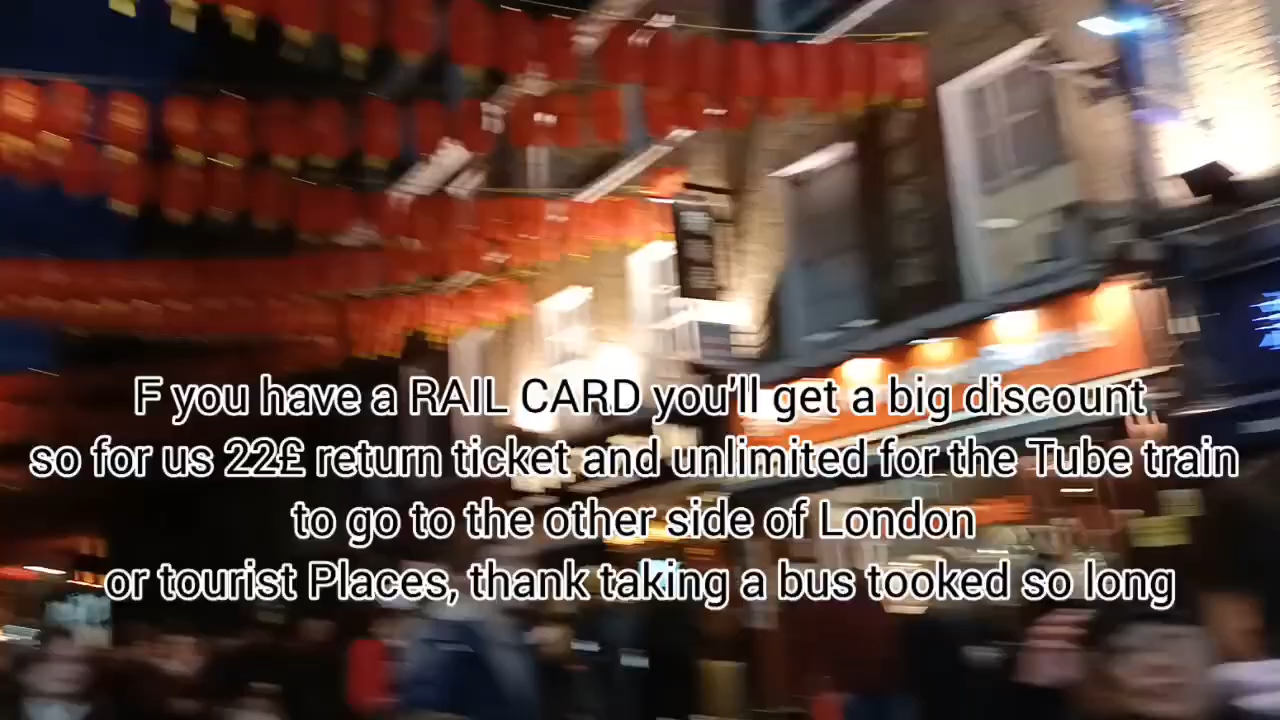 F you have a RAIL CARD you'll get a big discount
so for us 22£ return ticket and unlimited for the Tube train
to go to the other side of London
or tourist Places, thank taking a bus tooked so long